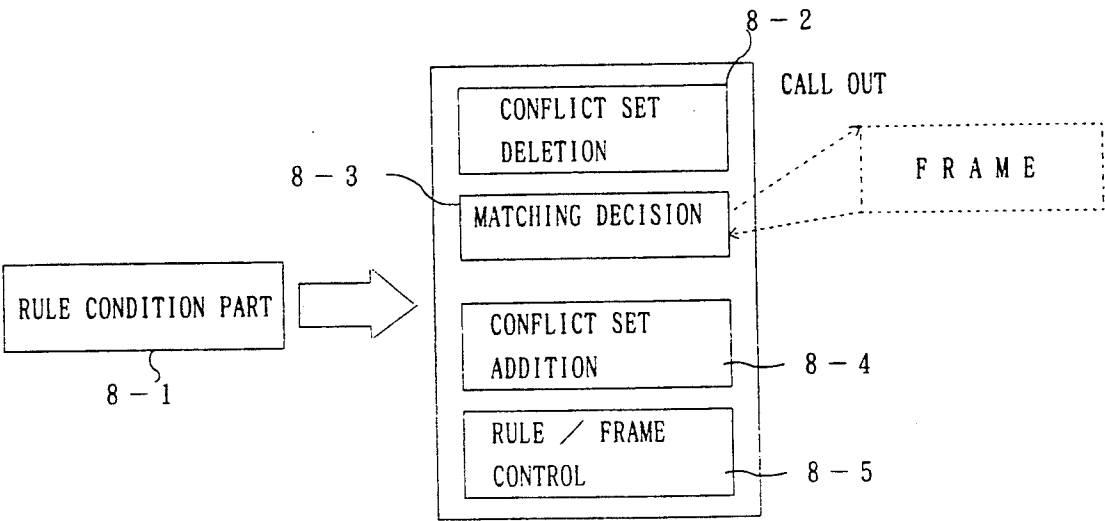 8-2
CALL OUT
CONFLICT SET
DELETION
FRAME
8-3
MATCHING DECISION
RULE CONDITION PART
8-1
CONFLICT SET
ADDITION
8-4
RULE / FRAME
CONTROL
8-5